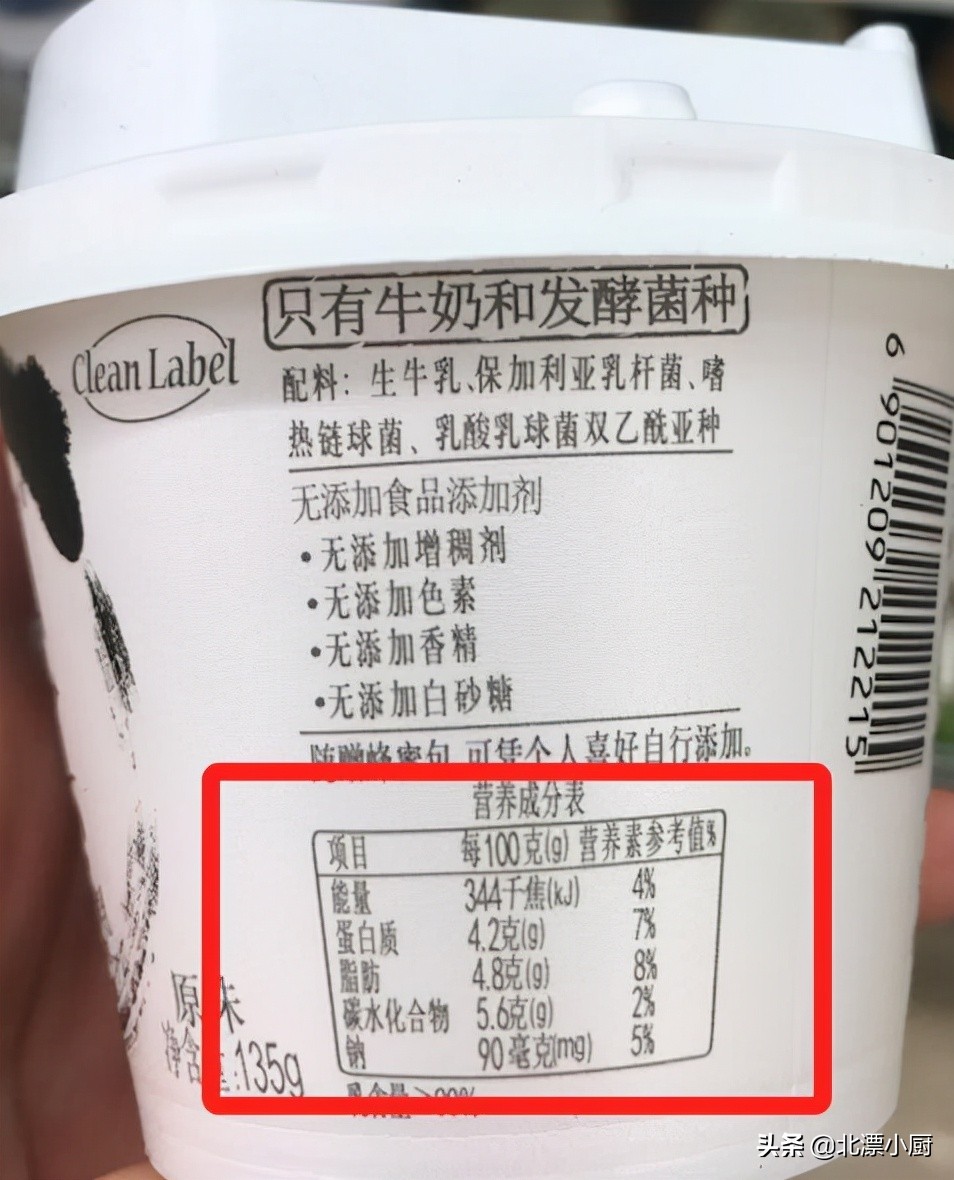 只有牛奶和发酵菌种
Clean Label
配料：生牛乳、保加利亚乳杆菌、嗜
热链球菌、乳酸乳球菌双乙酰亚种
无添加食品添加剂
•无添加增稠剂
•无添加色素
•无添加香精
•无添加白砂糖
随赠蜂蜜包,可凭个人喜好自行添加。
营养成分表
项目 每100克(g) 营养素参考值%
能量 344千焦(kJ) 4%
蛋白质 4.2克(g) 7%
脂肪 4.8克(g) 8%
碳水化合物 5.6克(g) 2%
钠 90毫克(mg) 5%
原味
净含量:135g
6 901209 212215
头条 @北漂小厨